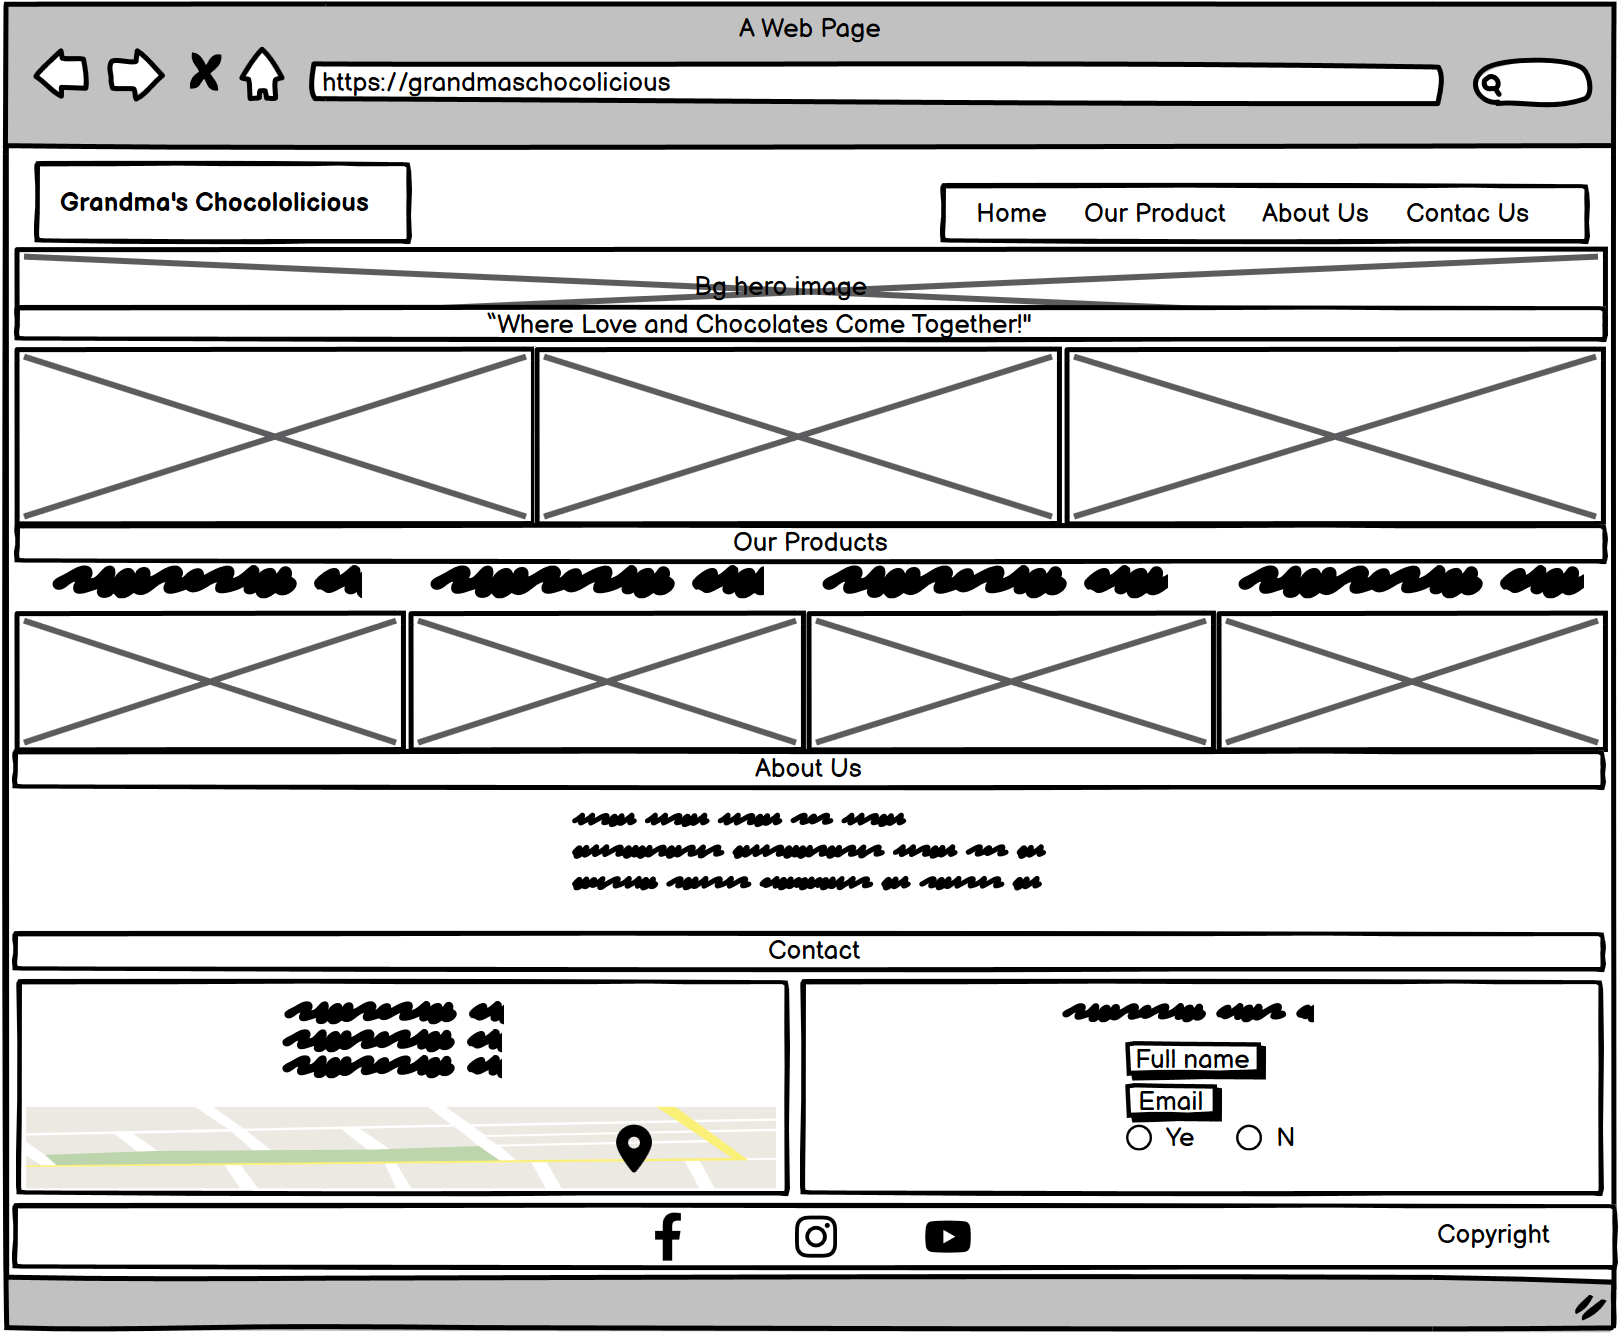 A Web Page
https://grandmaschocolicious
Grandma's Chocololicious
Home Our Product About Us Contac Us
Bg hero image
"Where Love and Chocolates Come Together!"
Our Products
About Us
Contact
Full name
Email
Ye N
Copyright